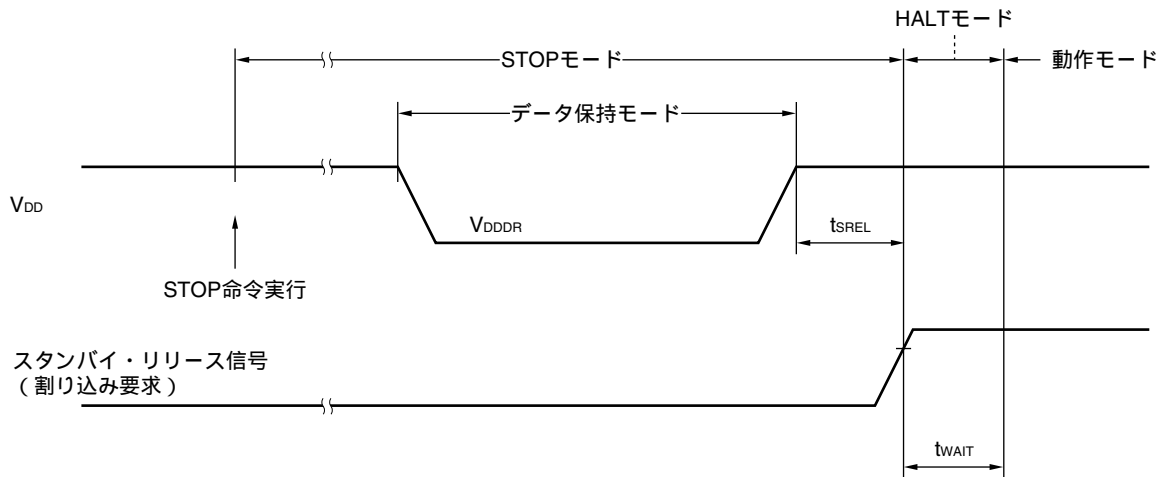 HALTモード
STOPモード
動作モード
データ保持モード
VDD
VDDDR
tSREL
STOP命令実行
スタンバイ・リリース信号
（割り込み要求）
tWAIT